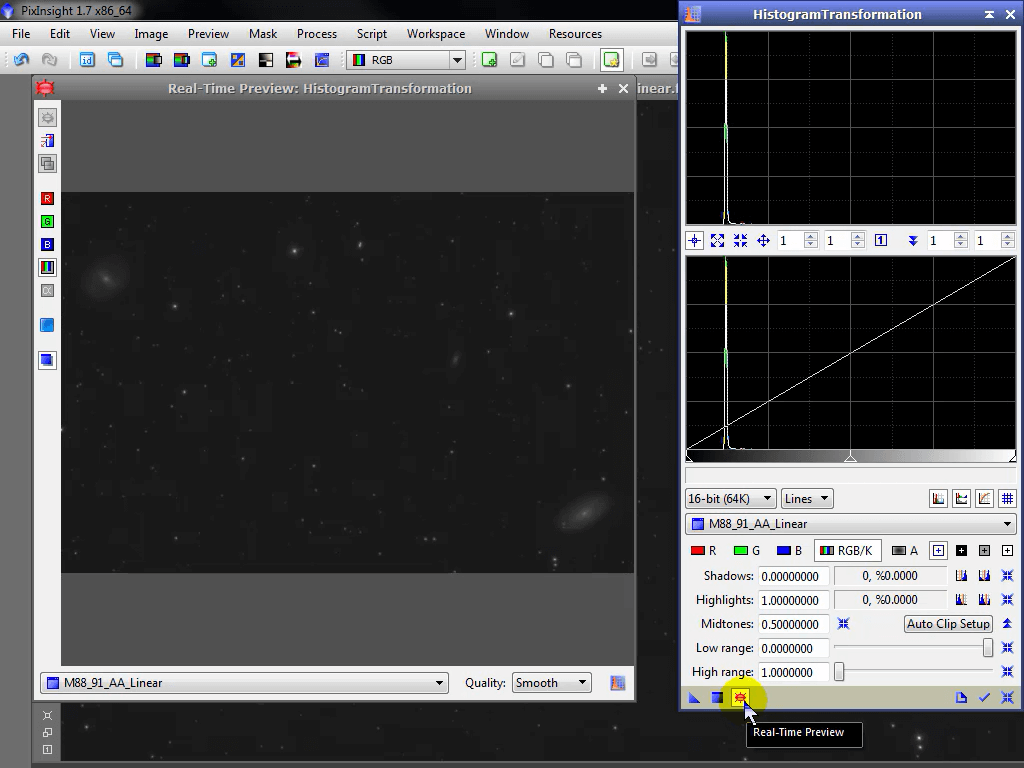 PixInsight 1.7 x86_64
File Edit View Image Preview Mask Process Script Workspace Window Resources
id RGB
Real-Time Preview: HistogramTransformation
inear.f
R
G
B
α
M88_91_AA_Linear Quality: Smooth
HistogramTransformation
1 1 1 1 1
16-bit (64K) Lines
M88_91_AA_Linear
R G B RGB/K A
Shadows: 0.00000000 0, %0.0000
Highlights: 1.00000000 0, %0.0000
Midtones: 0.50000000 Auto Clip Setup
Low range: 0.0000000
High range: 1.0000000
Real-Time Preview